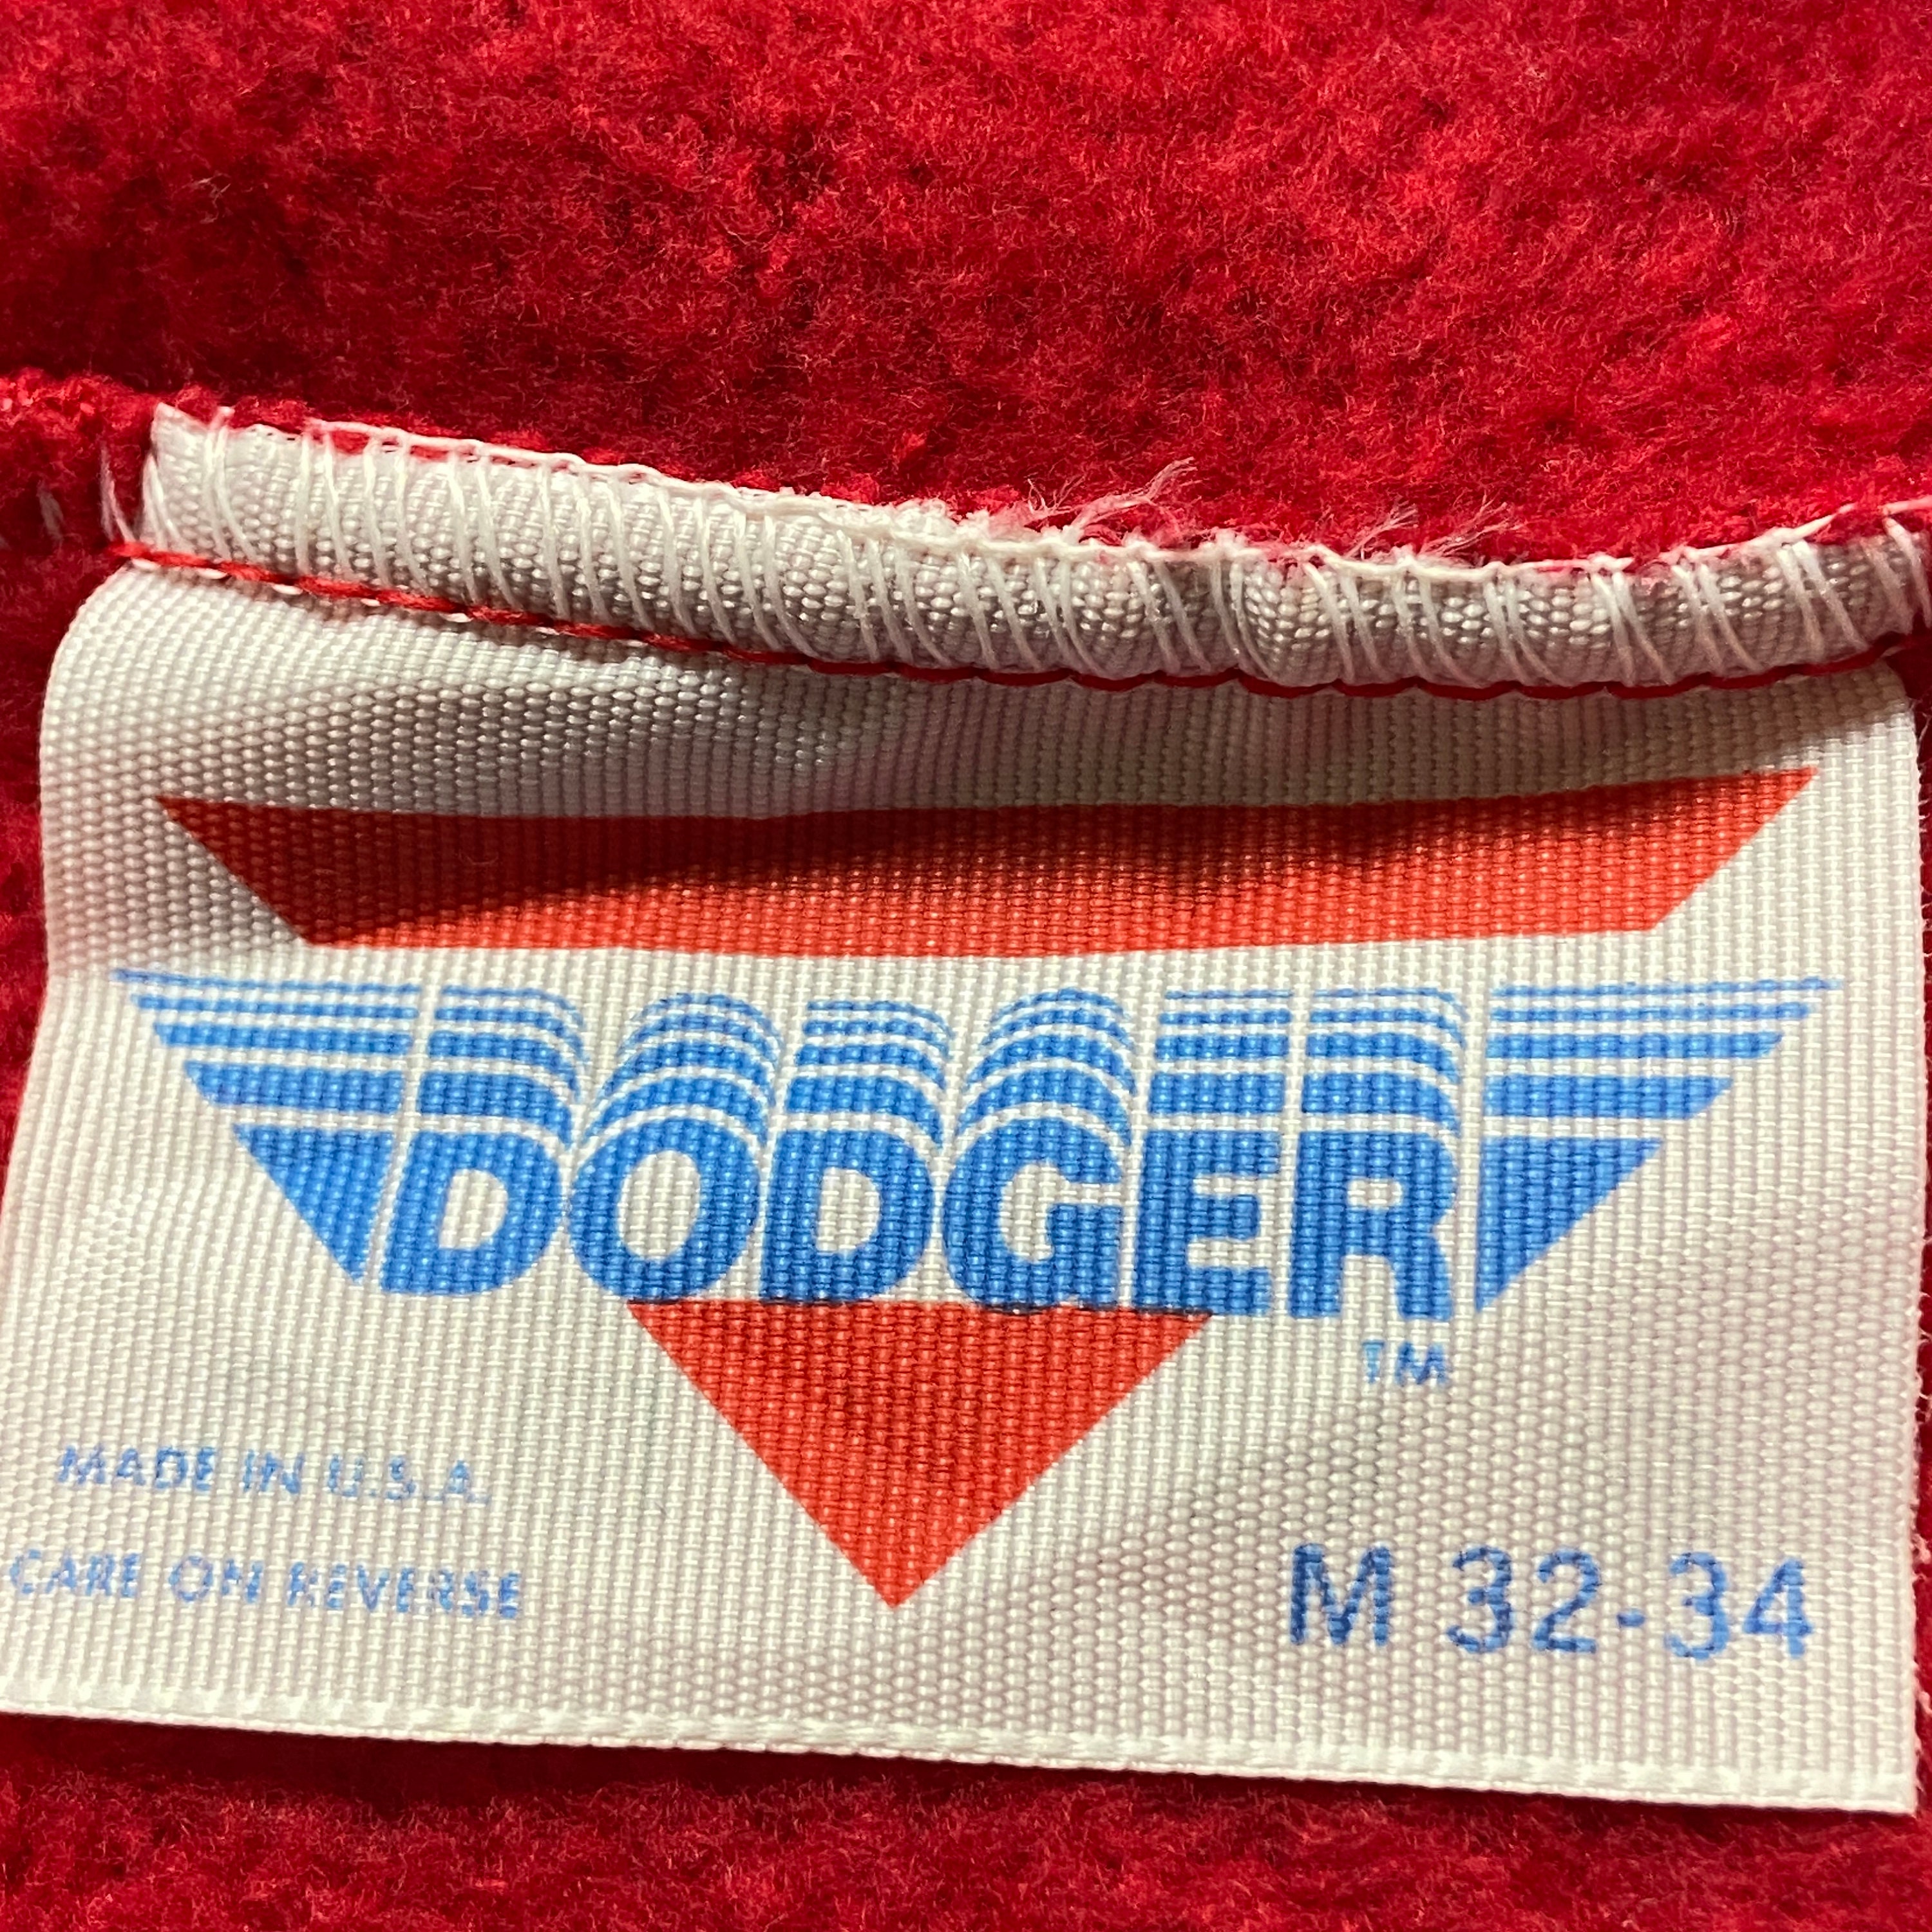 DODGER
TM
MADE IN U.S.A.
CARE ON REVERSE
M 32-34